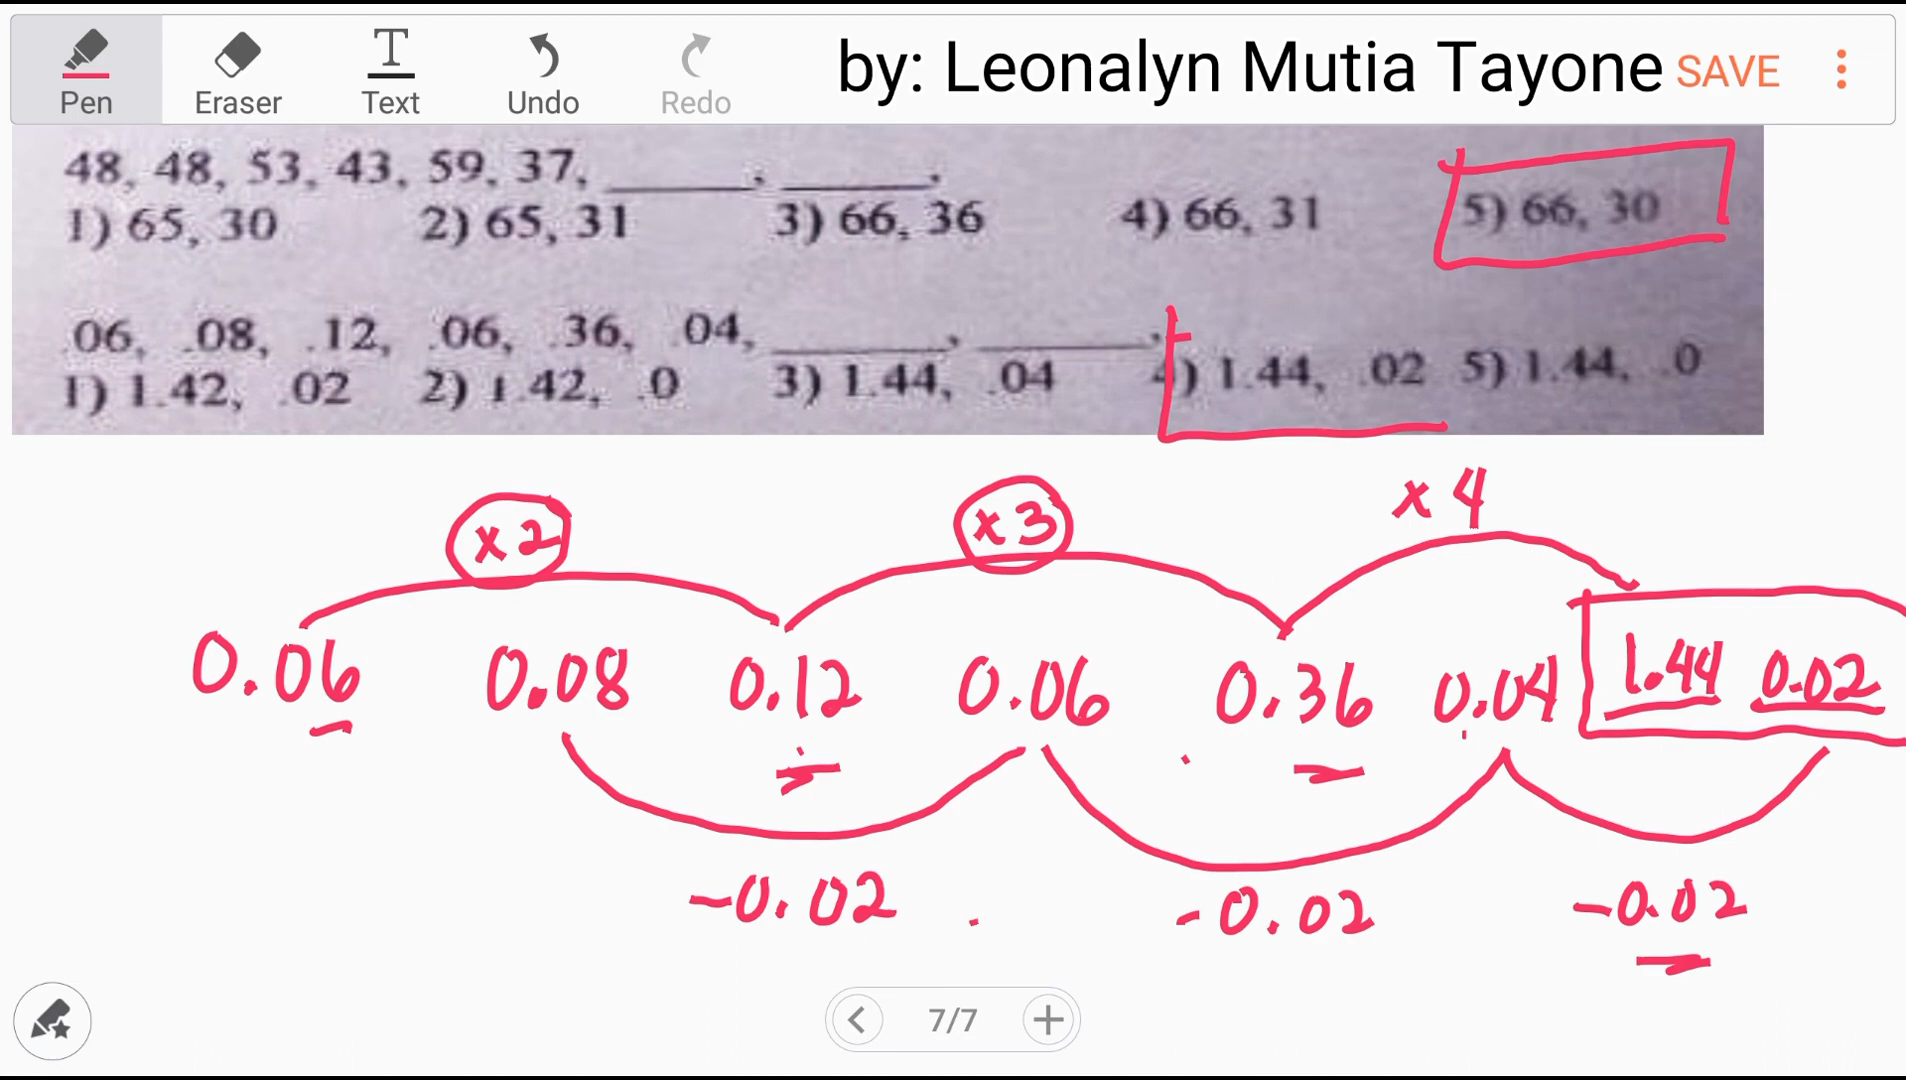 Pen Eraser Text Undo Redo by: Leonalyn Mutia Tayone SAVE
48, 48, 53, 43, 59, 37, ______, ______.
1) 65, 30 2) 65, 31 3) 66, 36 4) 66, 31 5) 66, 30
.06, .08, .12, .06, .36, .04, ______, ______.
1) 1.42, .02 2) 1.42, .0 3) 1.44, .04 4) 1.44, .02 5) 1.44, .0
x2 x3 x4
0.06 0.08 0.12 0.06 0.36 0.04 1.44 0.02
-0.02 -0.02 -0.02
7/7